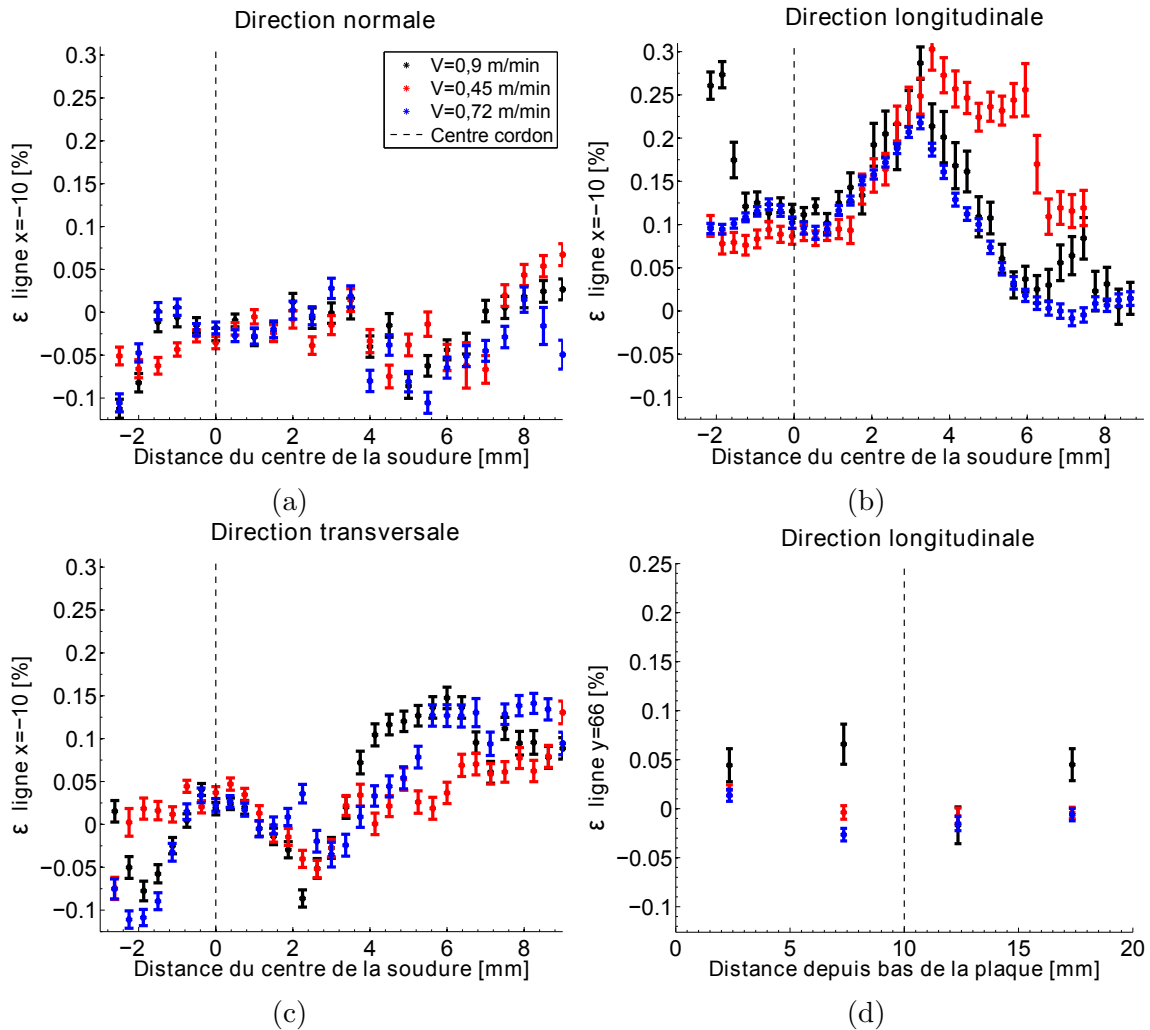 Direction normale
0.3
0.25
0.2
0.15
0.1
0.05
0
−0.05
−0.1
ε ligne x=−10 [%]
V=0,9 m/min
V=0,45 m/min
V=0,72 m/min
Centre cordon
−2 0 2 4 6 8
Distance du centre de la soudure [mm]
(a)
Direction longitudinale
0.3
0.25
0.2
0.15
0.1
0.05
0
−0.05
−0.1
ε ligne x=−10 [%]
−2 0 2 4 6 8
Distance du centre de la soudure [mm]
(b)
Direction transversale
0.3
0.25
0.2
0.15
0.1
0.05
0
−0.05
−0.1
ε ligne x=−10 [%]
−2 0 2 4 6 8
Distance du centre de la soudure [mm]
(c)
Direction longitudinale
0.25
0.2
0.15
0.1
0.05
0
−0.05
−0.1
ε ligne y=66 [%]
0 5 10 15 20
Distance depuis bas de la plaque [mm]
(d)